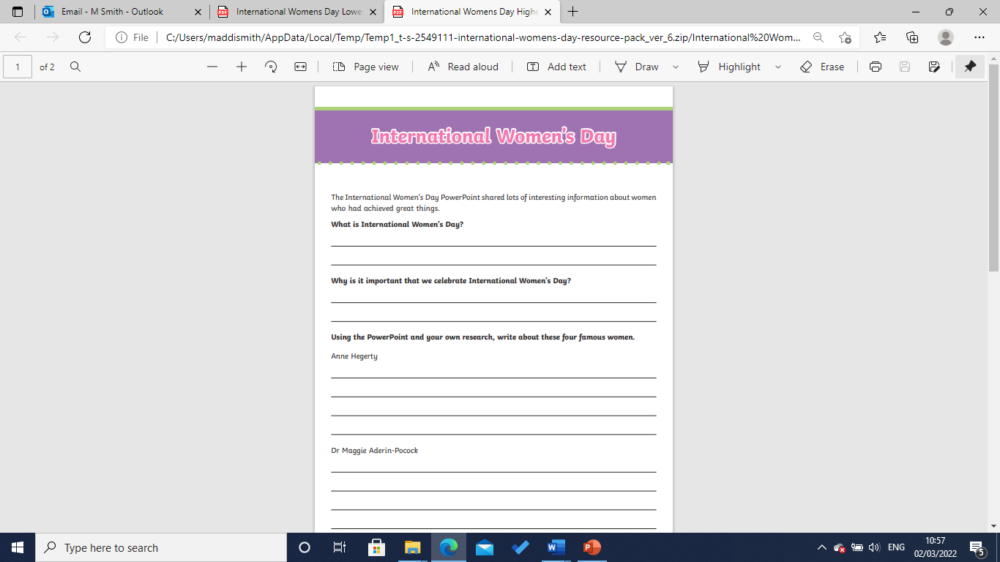 Email - M Smith - Outlook
International Womens Day Lowe
International Womens Day Highe
File
C:/Users/maddismith/AppData/Local/Temp/Temp1_t-s-2549111-international-womens-day-resource-pack_ver_6.zip/International%20Wom...
1 of 2
Page view
Read aloud
Add text
Draw
Highlight
Erase
International Women's Day
The International Women's Day PowerPoint shared lots of interesting information about women
who had achieved great things.
What is International Women's Day?
Why is it important that we celebrate International Women's Day?
Using the PowerPoint and your own research, write about these four famous women.
Anne Hegerty
Dr Maggie Aderin-Pocock
Type here to search
ENG
10:57
02/03/2022
5